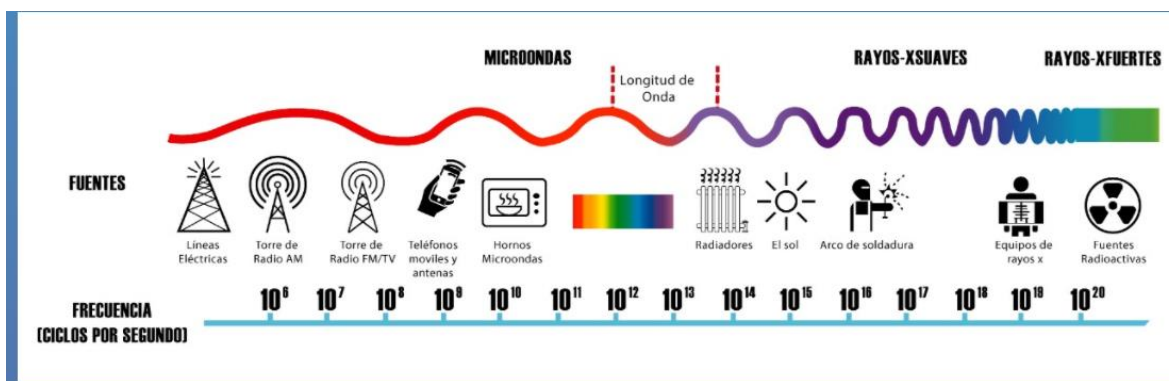 MICROONDAS
RAYOS-XSUAVES
RAYOS-XFUERTES
Longitud de
Onda
FUENTES
Líneas
Eléctricas
Torre de
Radio AM
Torre de
Radio FM/TV
Teléfonos
moviles y
antenas
Hornos
Microondas
Radiadores
El sol
Arco de soldadura
Equipos de
rayos x
Fuentes
Radioactivas
FRECUENCIA
(CICLOS POR SEGUNDO)
10⁶ 10⁷ 10⁸ 10⁹ 10¹⁰ 10¹¹ 10¹² 10¹³ 10¹⁴ 10¹⁵ 10¹⁶ 10¹⁷ 10¹⁸ 10¹⁹ 10²⁰